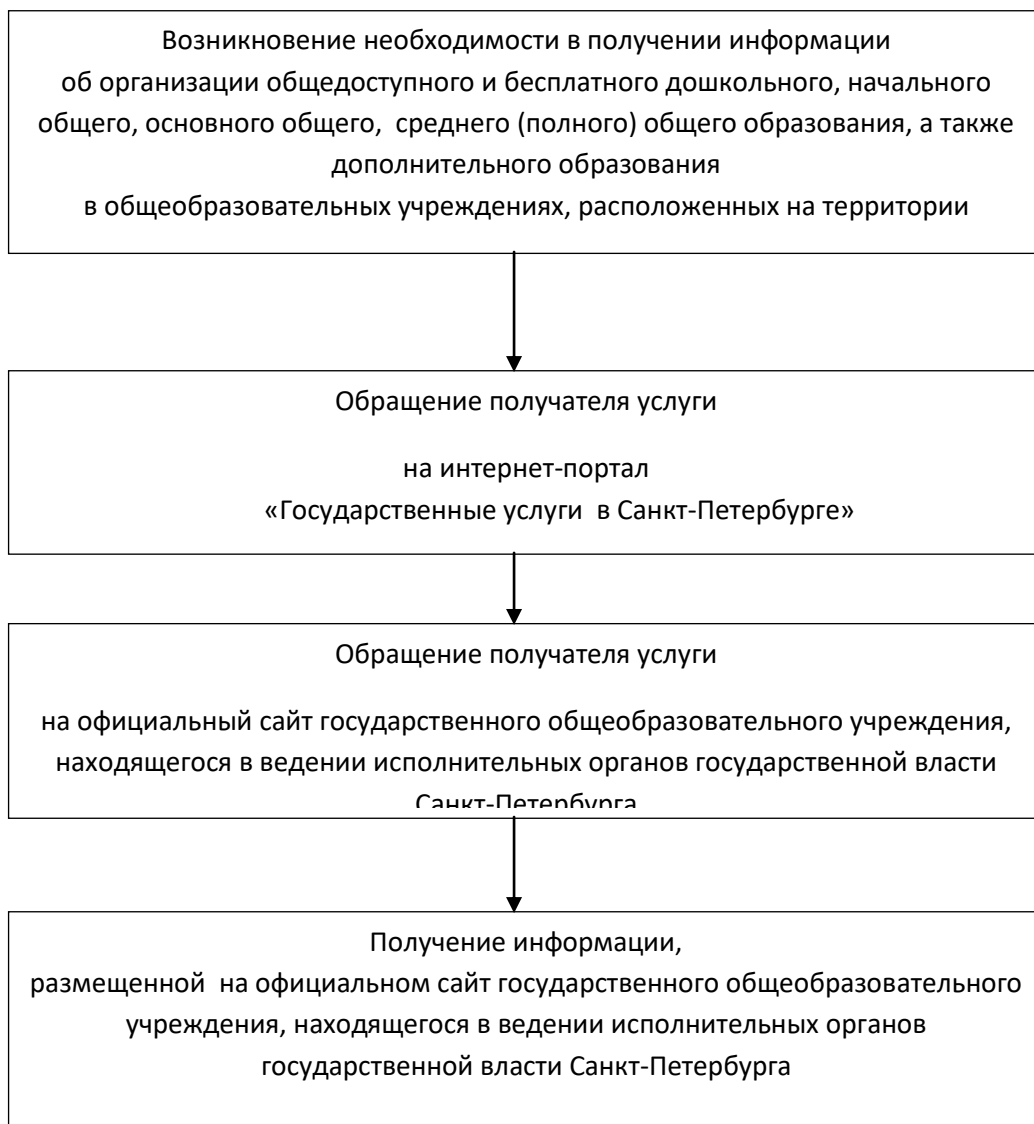 Возникновение необходимости в получении информации
об организации общедоступного и бесплатного дошкольного, начального
общего, основного общего, среднего (полного) общего образования, а также
дополнительного образования
в общеобразовательных учреждениях, расположенных на территории
Обращение получателя услуги
на интернет-портал
«Государственные услуги в Санкт-Петербурге»
Обращение получателя услуги
на официальный сайт государственного общеобразовательного учреждения,
находящегося в ведении исполнительных органов государственной власти
Санкт-Петербурга
Получение информации,
размещенной на официальном сайт государственного общеобразовательного
учреждения, находящегося в ведении исполнительных органов
государственной власти Санкт-Петербурга